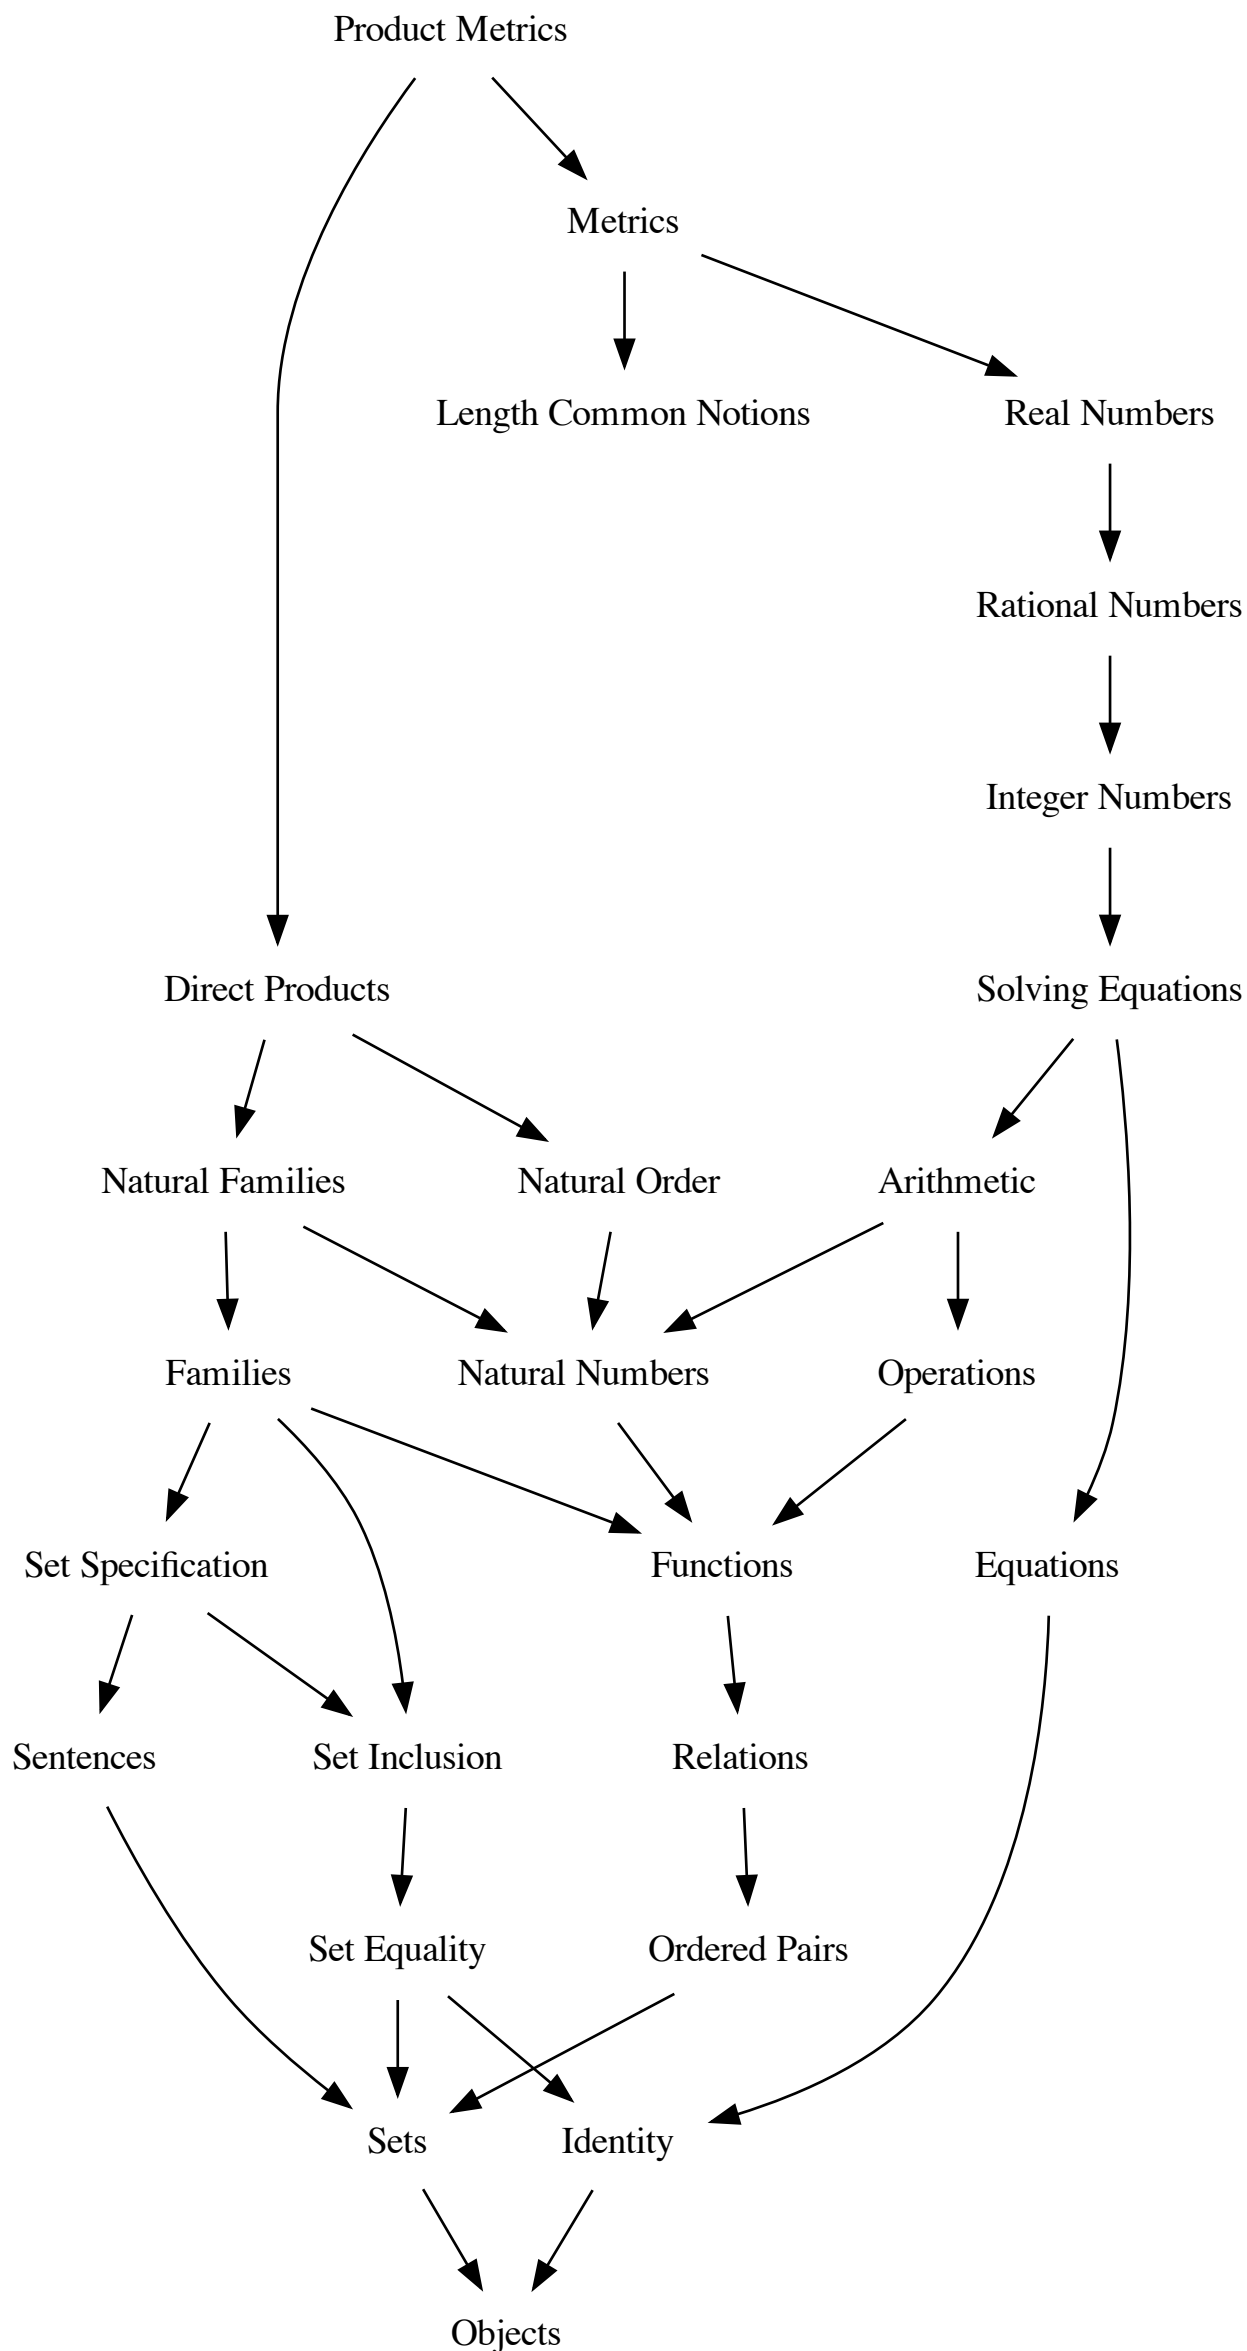 Product Metrics
Metrics
Length Common Notions
Real Numbers
Rational Numbers
Integer Numbers
Direct Products
Solving Equations
Natural Families
Natural Order
Arithmetic
Families
Natural Numbers
Operations
Set Specification
Functions
Equations
Sentences
Set Inclusion
Relations
Set Equality
Ordered Pairs
Sets
Identity
Objects